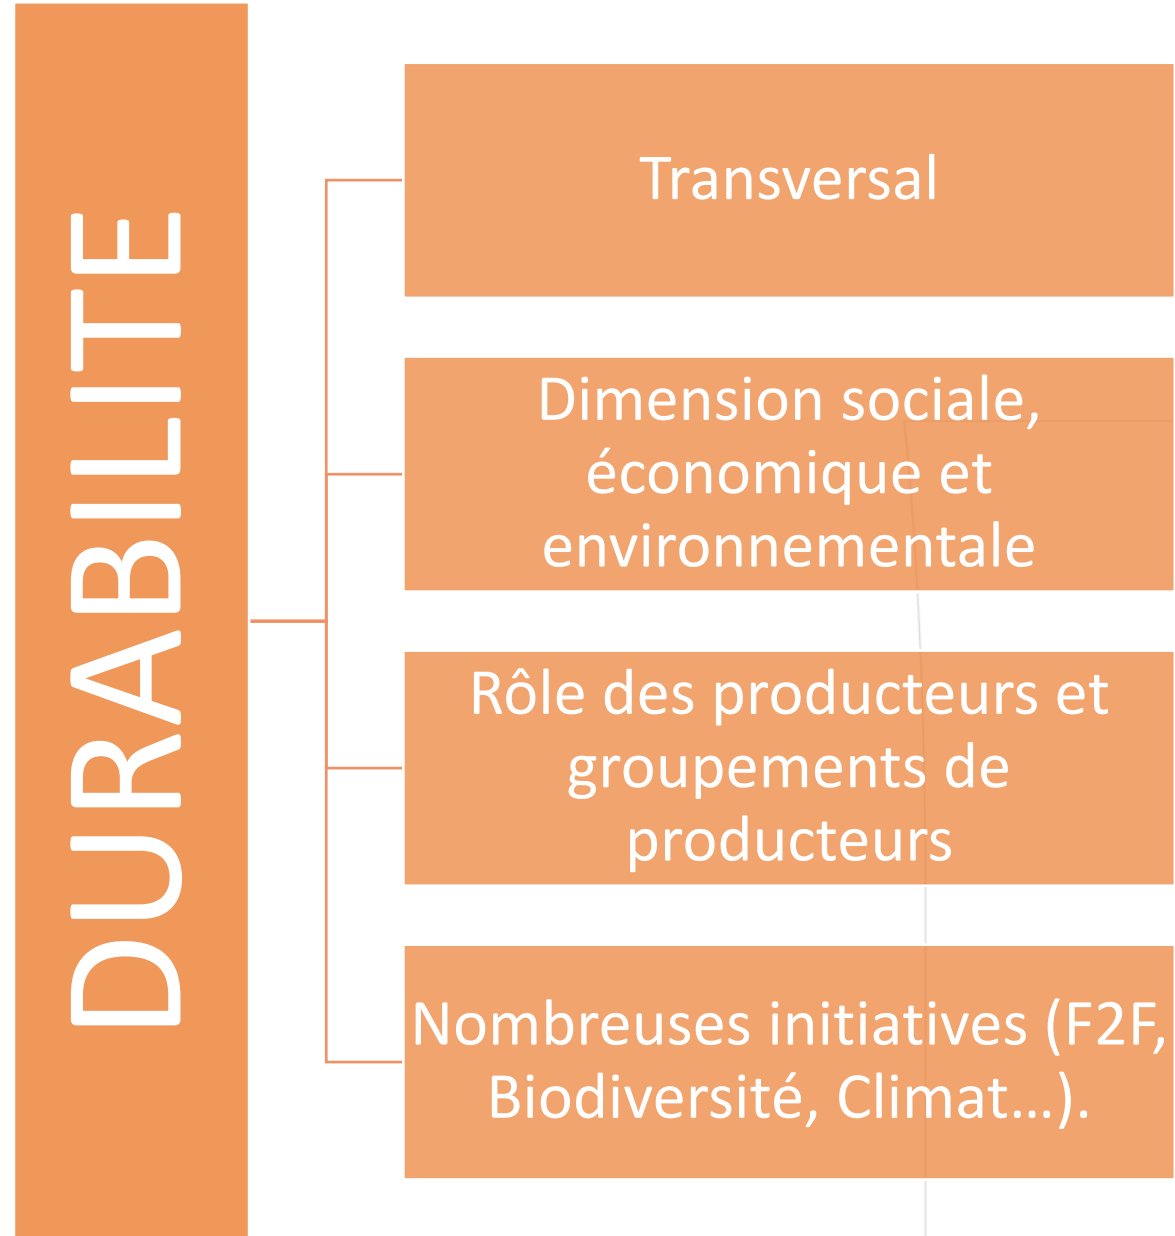 DURABILITE
Transversal
Dimension sociale,
économique et
environnementale
Rôle des producteurs et
groupements de
producteurs
Nombreuses initiatives (F2F,
Biodiversité, Climat…).